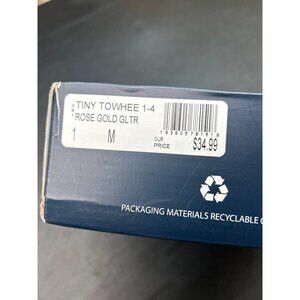 TINY TOWHEE 1-4
ROSE GOLD GLTR
1 M
OUR
PRICE $34.99
PACKAGING MATERIALS RECYCLABLE